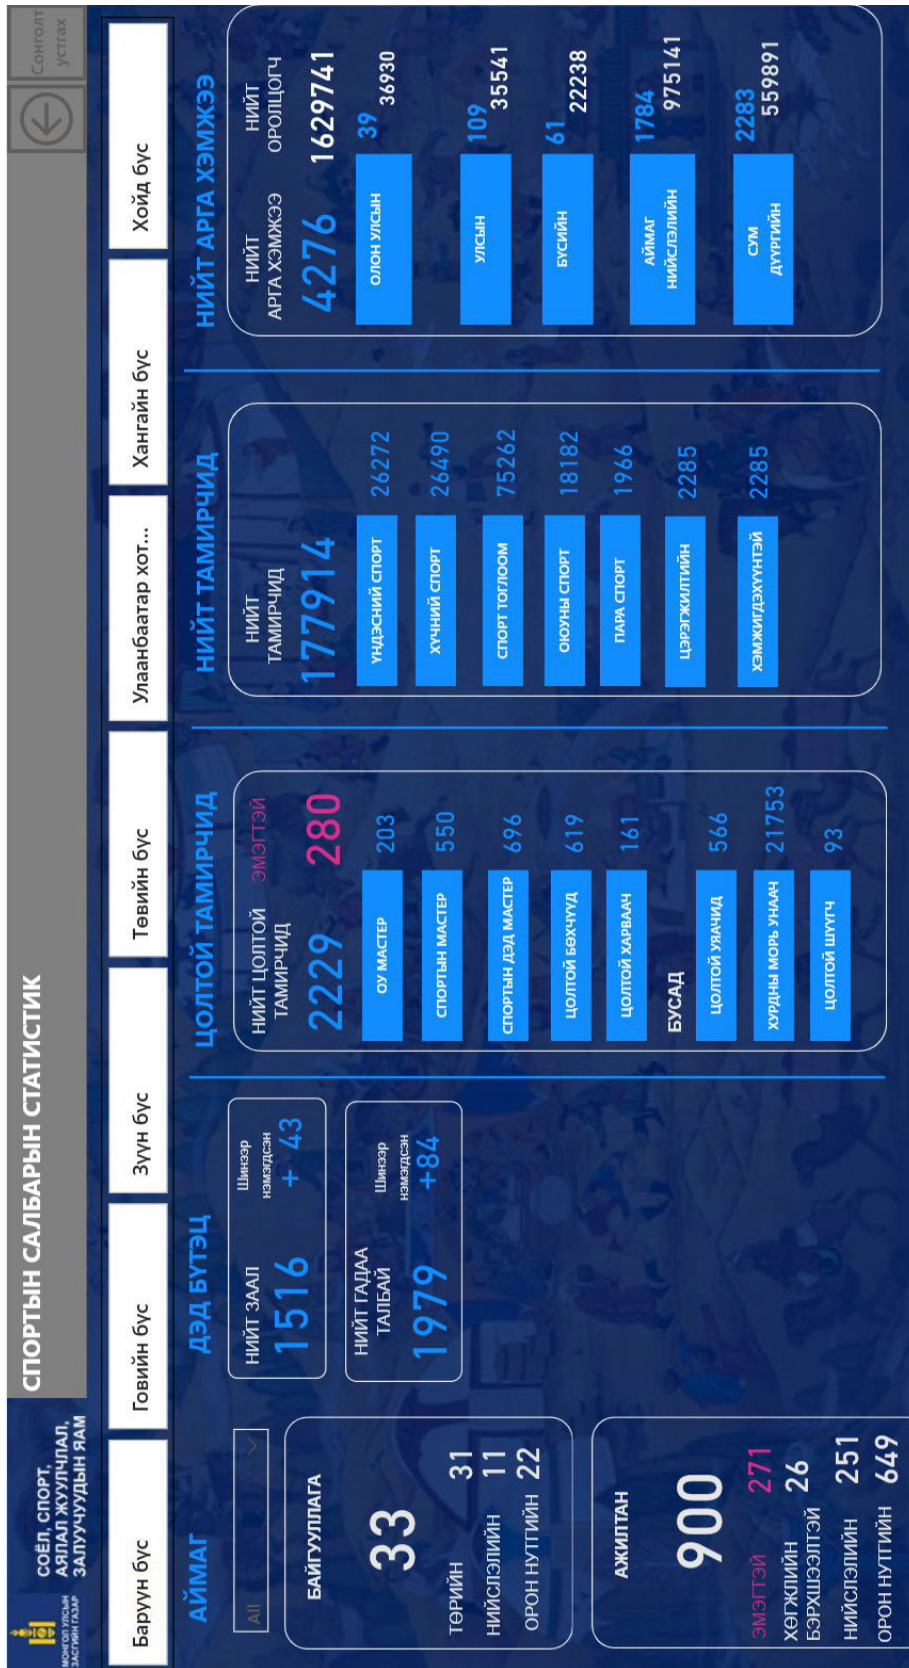 МОНГОЛ УЛСЫН
ЗАСГИЙН ГАЗАР
СОЁЛ, СПОРТ,
АЯЛАЛ ЖУУЛЧЛАЛ,
ЗАЛУУЧУУДЫН ЯАМ
СПОРТЫН САЛБАРЫН СТАТИСТИК
Сонголт
устгах
Баруун бүс
Говийн бүс
Зүүн бүс
Төвийн бүс
Улаанбаатар хот...
Хангайн бүс
Хойд бүс
АЙМАГ
All
БАЙГУУЛЛАГА
33
ТӨРИЙН 31
НИЙСЛЭЛИЙН 11
ОРОН НУТГИЙН 22
АЖИЛТАН
900
ЭМЭГТЭЙ 271
ХӨГЖЛИЙН
БЭРХШЭЭЛТЭЙ 26
НИЙСЛЭЛИЙН 251
ОРОН НУТГИЙН 649
ДЭД БҮТЭЦ
НИЙТ ЗААЛ
1516
Шинээр
нэмэгдсэн
+ 43
НИЙТ ГАДАА
ТАЛБАЙ
1979
Шинээр
нэмэгдсэн
+84
ЦОЛТОЙ ТАМИРЧИД
НИЙТ ЦОЛТОЙ
ТАМИРЧИД
2229
ЭМЭГТЭЙ
280
ОУ МАСТЕР 203
СПОРТЫН МАСТЕР 550
СПОРТЫН ДЭД МАСТЕР 696
ЦОЛТОЙ БӨХЧҮҮД 619
ЦОЛТОЙ ХАРВААЧ 161
БУСАД
ЦОЛТОЙ УЯАЧИД 566
ХУРДНЫ МОРЬ УНААЧ 21753
ЦОЛТОЙ ШҮҮГЧ 93
НИЙТ ТАМИРЧИД
НИЙТ
ТАМИРЧИД
177914
ҮНДЭСНИЙ СПОРТ 26272
ХҮЧНИЙ СПОРТ 26490
СПОРТ ТОГЛООМ 75262
ОЮУНЫ СПОРТ 18182
ПАРА СПОРТ 1966
ЦЭРЭГЖИЛТИЙН 2285
ХЭМЖИГДЭХҮҮНТЭЙ 2285
НИЙТ АРГА ХЭМЖЭЭ
НИЙТ
АРГА ХЭМЖЭЭ
4276
НИЙТ
ОРОЛЦОГЧ
1629741
ОЛОН УЛСЫН 39
36930
УЛСЫН 109
35541
БҮСИЙН 61
22238
АЙМАГ
НИЙСЛЭЛИЙН 1784
975141
СУМ
ДҮҮРГИЙН 2283
559891